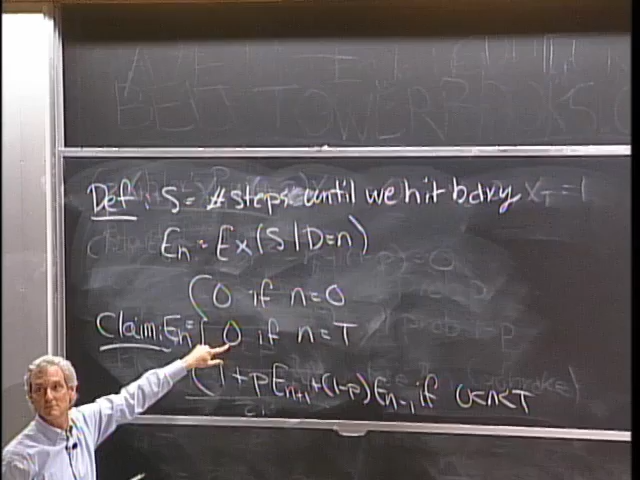 Def: S = # steps until we hit bdry X_T = 1
E_n = Ex(S | D=n)
0 if n=0
Claim: E_n = 0 if n=T
1 + pE_{n+1} + (1-p)E_{n-1} if 0<n<T